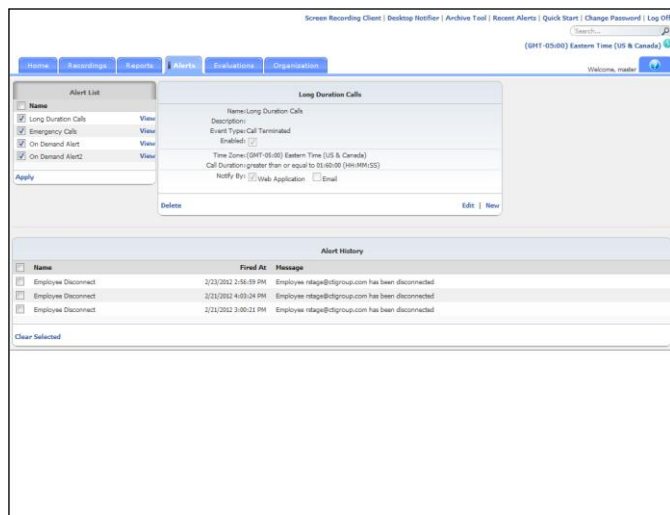 Screen Recording Client | Desktop Notifier | Archive Tool | Recent Alerts | Quick Start | Change Password | Log Off
Search...
(GMT-05:00) Eastern Time (US & Canada)
Home Recordings Reports Alerts Evaluations Organization
Welcome, master
Alert List
Name
Long Duration Calls View
Emergency Calls View
On Demand Alert View
On Demand Alert2 View
Apply
Long Duration Calls
Name: Long Duration Calls
Description:
Event Type: Call Terminated
Enabled:
Time Zone: (GMT-05:00) Eastern Time (US & Canada)
Call Duration: greater than or equal to 01:60:00 (HH:MM:SS)
Notify By: Web Application Email
Delete Edit | New
Alert History
Name Fired At Message
Employee Disconnect 2/23/2012 2:56:59 PM Employee rstage@ctigroup.com has been disconnected
Employee Disconnect 2/21/2012 4:03:24 PM Employee rstage@ctigroup.com has been disconnected
Employee Disconnect 2/21/2012 3:00:21 PM Employee rstage@ctigroup.com has been disconnected
Clear Selected